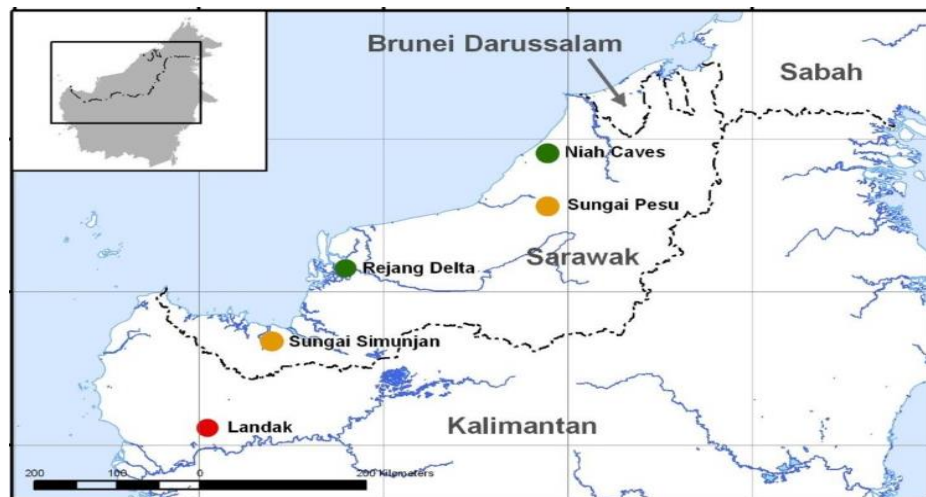 Brunei Darussalam
Sabah
Niah Caves
Sungai Pesu
Sarawak
Rejang Delta
Sungai Simunjan
Landak
Kalimantan
200 100 0 200 Kilometers